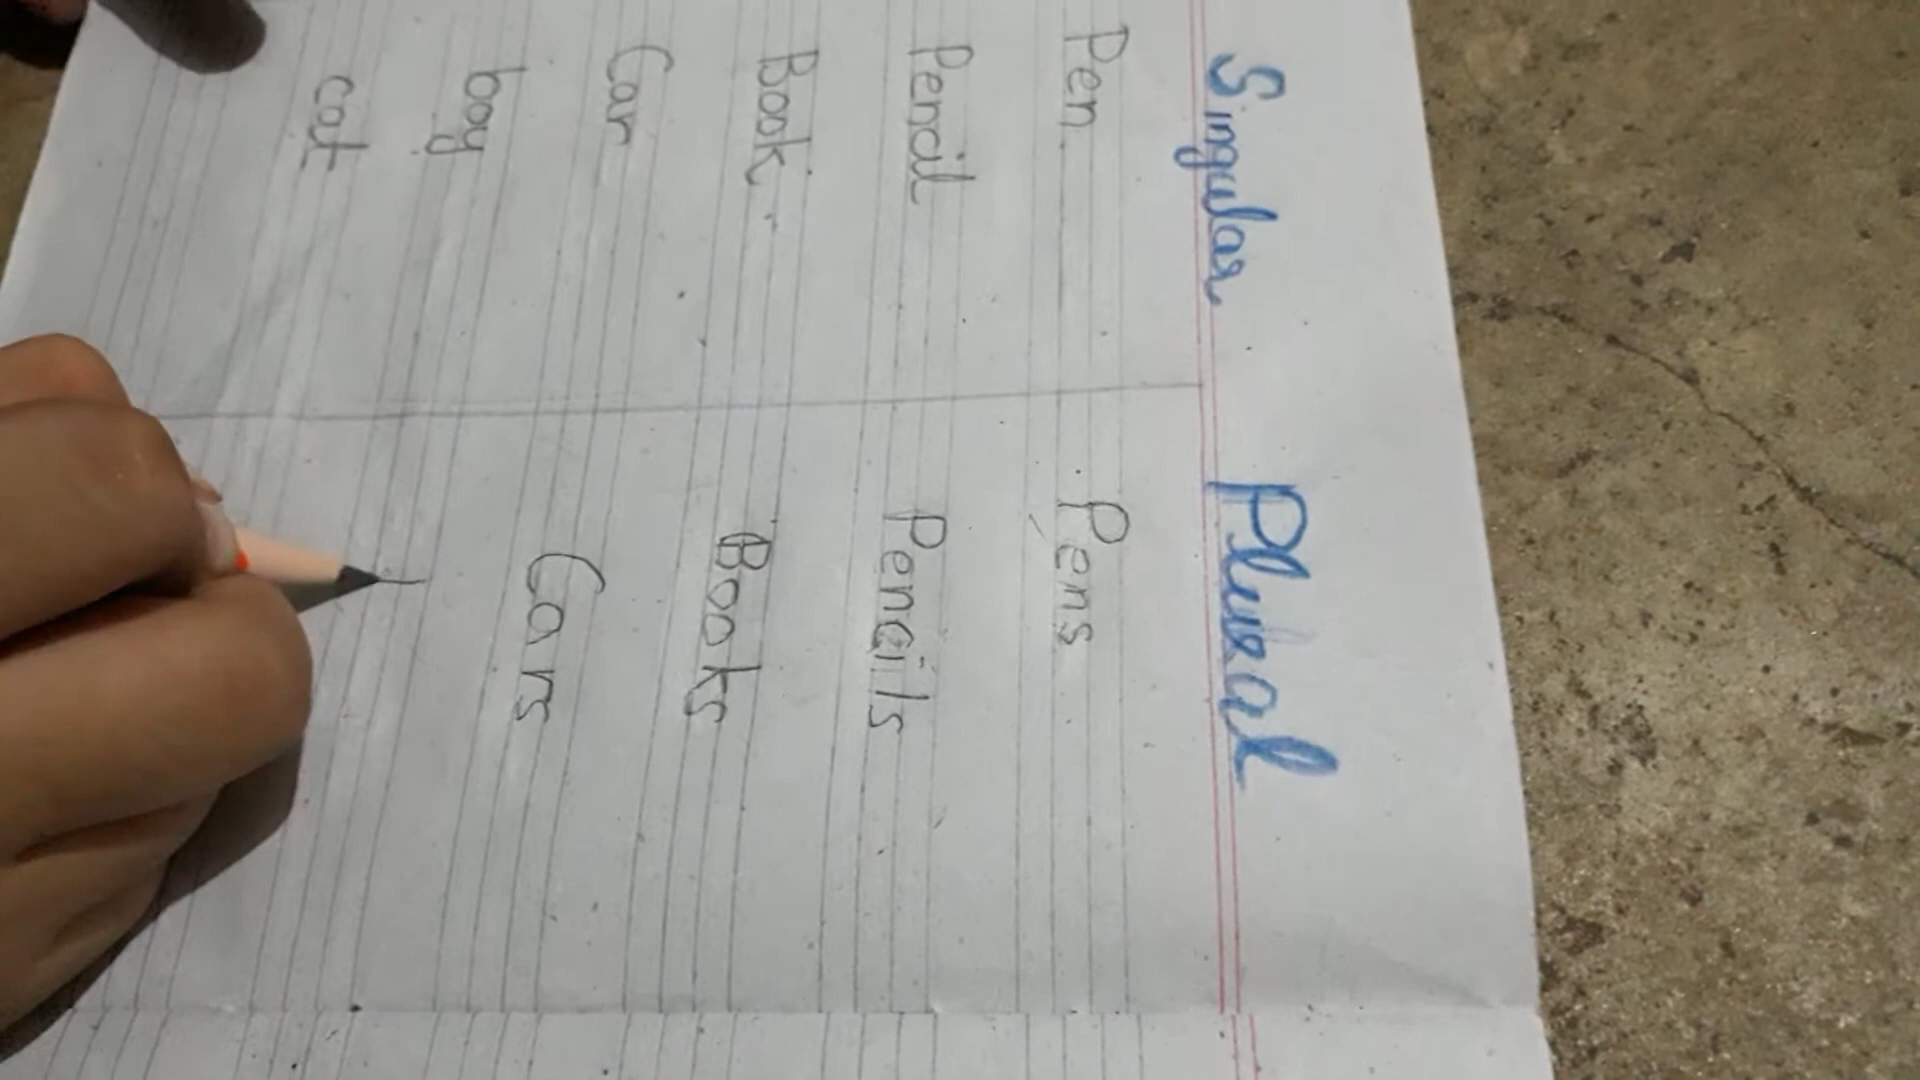 Singular Plural
Pen Pens
Pencil Pencils
Book Books
Car Cars
boy
cat